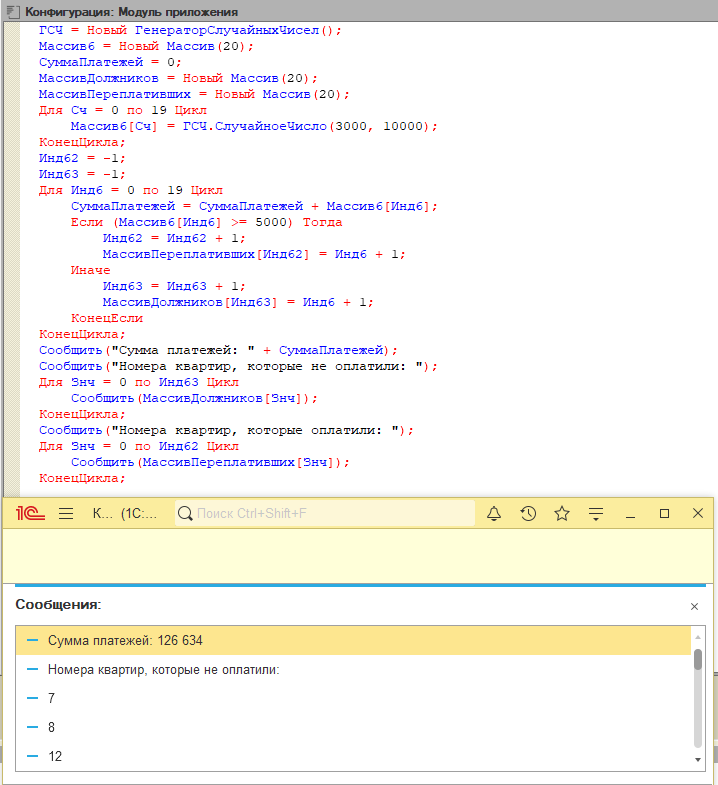 Конфигурация: Модуль приложения
ГСЧ = Новый ГенераторСлучайныхЧисел();
Массив6 = Новый Массив(20);
СуммаПлатежей = 0;
МассивДолжников = Новый Массив(20);
МассивПереплативших = Новый Массив(20);
Для Сч = 0 по 19 Цикл
Массив6[Сч] = ГСЧ.СлучайноеЧисло(3000, 10000);
КонецЦикла;
Инд62 = -1;
Инд63 = -1;
Для Инд6 = 0 по 19 Цикл
СуммаПлатежей = СуммаПлатежей + Массив6[Инд6];
Если (Массив6[Инд6] >= 5000) Тогда
Инд62 = Инд62 + 1;
МассивПереплативших[Инд62] = Инд6 + 1;
Иначе
Инд63 = Инд63 + 1;
МассивДолжников[Инд63] = Инд6 + 1;
КонецЕсли
КонецЦикла;
Сообщить("Сумма платежей: " + СуммаПлатежей);
Сообщить("Номера квартир, которые не оплатили: ");
Для Знч = 0 по Инд63 Цикл
Сообщить(МассивДолжников[Знч]);
КонецЦикла;
Сообщить("Номера квартир, которые оплатили: ");
Для Знч = 0 по Инд62 Цикл
Сообщить(МассивПереплативших[Знч]);
КонецЦикла;
1С К... (1С:... Поиск Ctrl+Shift+F
Сообщения:
Сумма платежей: 126 634
Номера квартир, которые не оплатили:
7
8
12